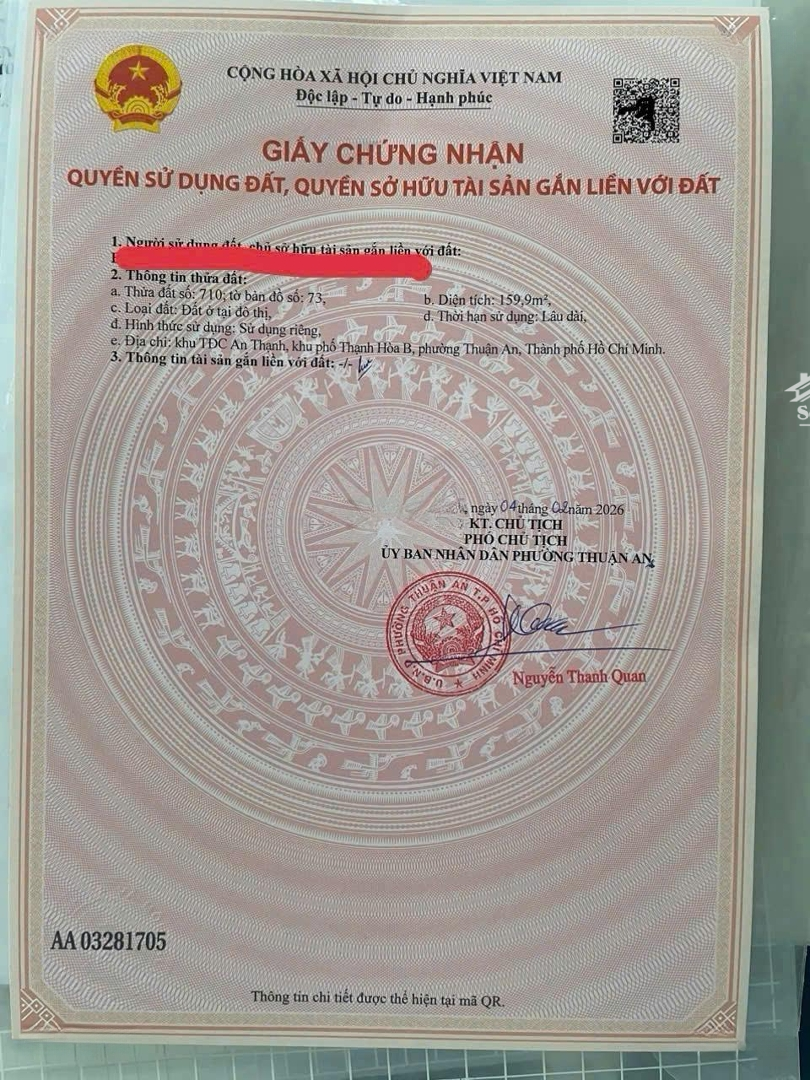 CỘNG HÒA XÃ HỘI CHỦ NGHĨA VIỆT NAM
Độc lập - Tự do - Hạnh phúc
GIẤY CHỨNG NHẬN
QUYỀN SỬ DỤNG ĐẤT, QUYỀN SỞ HỮU TÀI SẢN GẮN LIỀN VỚI ĐẤT
1. Người sử dụng đất, chủ sở hữu tài sản gắn liền với đất:
2. Thông tin thửa đất:
a. Thửa đất số: 710; tờ bản đồ số: 73,
b. Diện tích: 159,9m²,
c. Loại đất: Đất ở tại đô thị,
d. Thời hạn sử dụng: Lâu dài,
đ. Hình thức sử dụng: Sử dụng riêng,
e. Địa chỉ: khu TĐC An Thạnh, khu phố Thạnh Hòa B, phường Thuận An, Thành phố Hồ Chí Minh.
3. Thông tin tài sản gắn liền với đất: -/-
ngày 04 tháng 02 năm 2026
KT. CHỦ TỊCH
PHÓ CHỦ TỊCH
ỦY BAN NHÂN DÂN PHƯỜNG THUẬN AN
U.B.N.D PHƯỜNG THUẬN AN T.P HỒ CHÍ MINH
Nguyễn Thanh Quan
AA 03281705
Thông tin chi tiết được thể hiện tại mã QR.